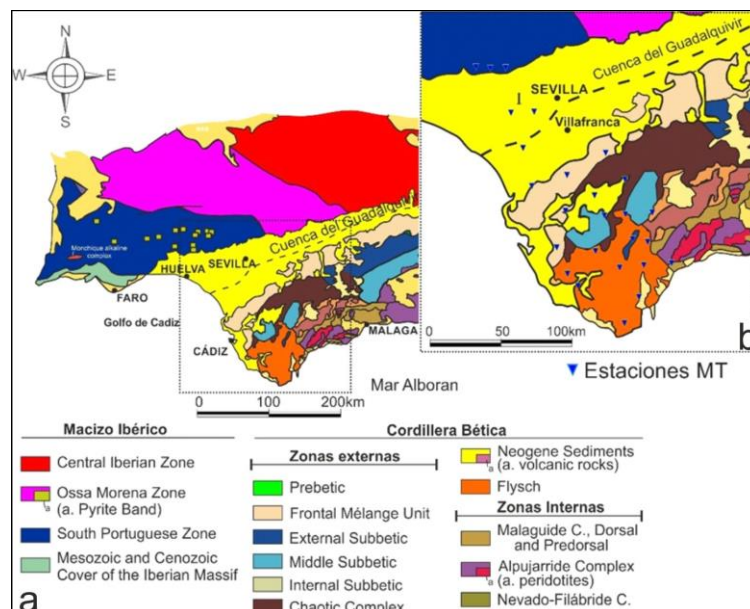 N
W E
S
Cuenca del Guadalquivir
SEVILLA
Villafranca
Monchique alkaline
complex
HUELVA
SEVILLA
Cuenca del Guadalquivir
FARO
Golfo de Cadiz
CÁDIZ
MALAGA
Mar Alboran
0 100 200km
0 50 100km
b
Estaciones MT
Macizo Ibérico
Central Iberian Zone
Ossa Morena Zone
(a. Pyrite Band)
a
South Portuguese Zone
Mesozoic and Cenozoic
Cover of the Iberian Massif
a
Cordillera Bética
Zonas externas
Prebetic
Frontal Mélange Unit
External Subbetic
Middle Subbetic
Internal Subbetic
Chaotic Complex
Neogene Sediments
(a. volcanic rocks)
a
Flysch
Zonas Internas
Malaguide C., Dorsal
and Predorsal
Alpujarride Complex
(a. peridotites)
a
Nevado-Filábride C.